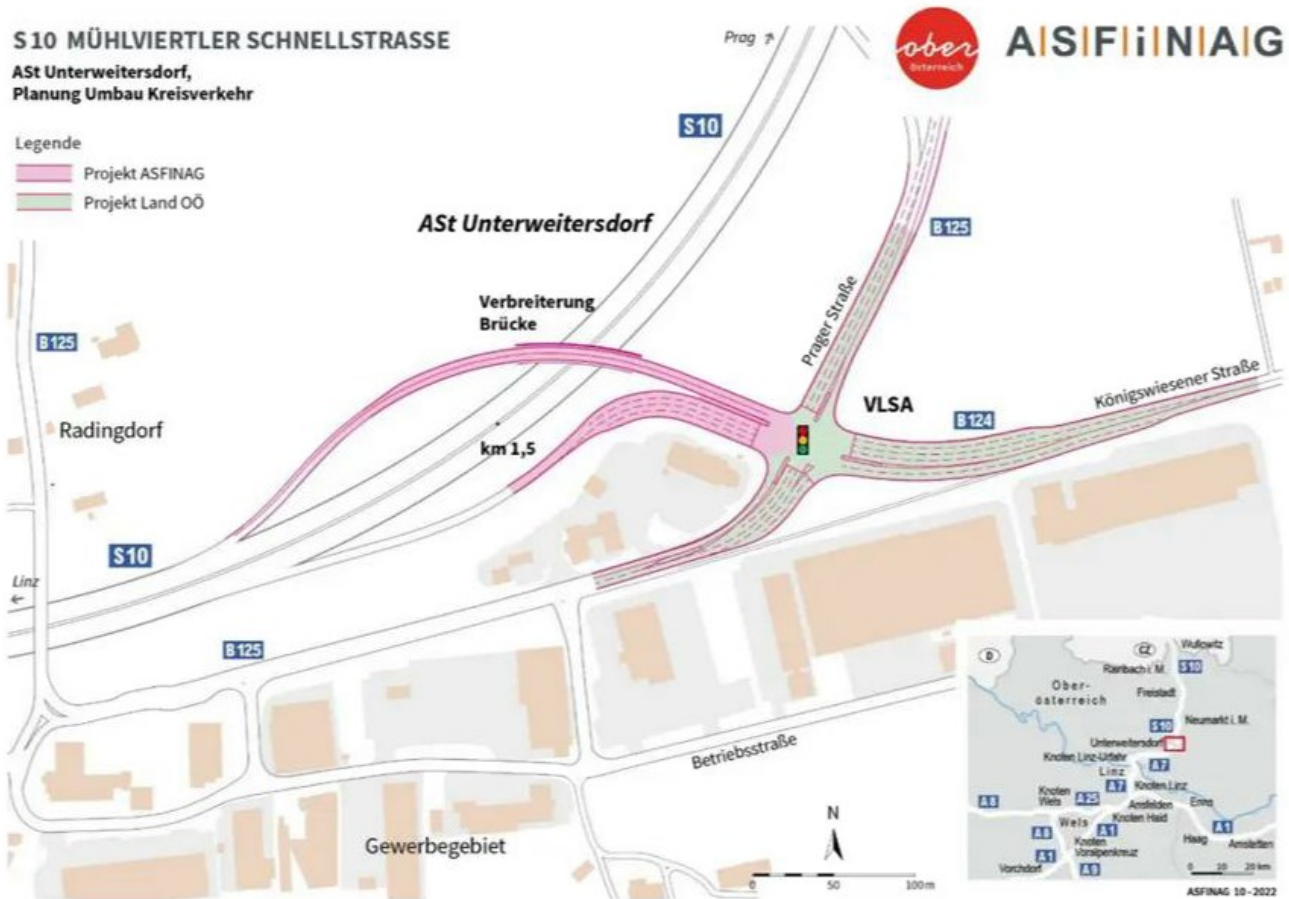 S10 MÜHLVIERTLER SCHNELLSTRASSE
ASt Unterweitersdorf,
Planung Umbau Kreisverkehr
Legende
Projekt ASFINAG
Projekt Land OÖ
Prag
ober
österreich
A|S|F|i|N|A|G
S10
ASt Unterweitersdorf
B125
Verbreiterung
Brücke
Prager Straße
B125
Radingdorf
km 1,5
VLSA
B124
Königswiesener Straße
S10
Linz
B125
Betriebsstraße
Gewerbegebiet
N
0 50 100m
D
CZ
Wullowitz
Rainbach i. M.
S10
Ober-
österreich
Freistadt
S10
Neumarkt i. M.
Unterweitersdorf
Knoten Linz-Urfahr
A7
Linz
A7
Knoten Linz
Knoten
Wels
A25
A8
Ansfelden
Enns
Knoten Haid
Wels
A8
A1
Haag
A1
Amstetten
Knoten
Voralpenkreuz
A1
Vorchdorf
A9
0 10 20 km
ASFINAG 10-2022